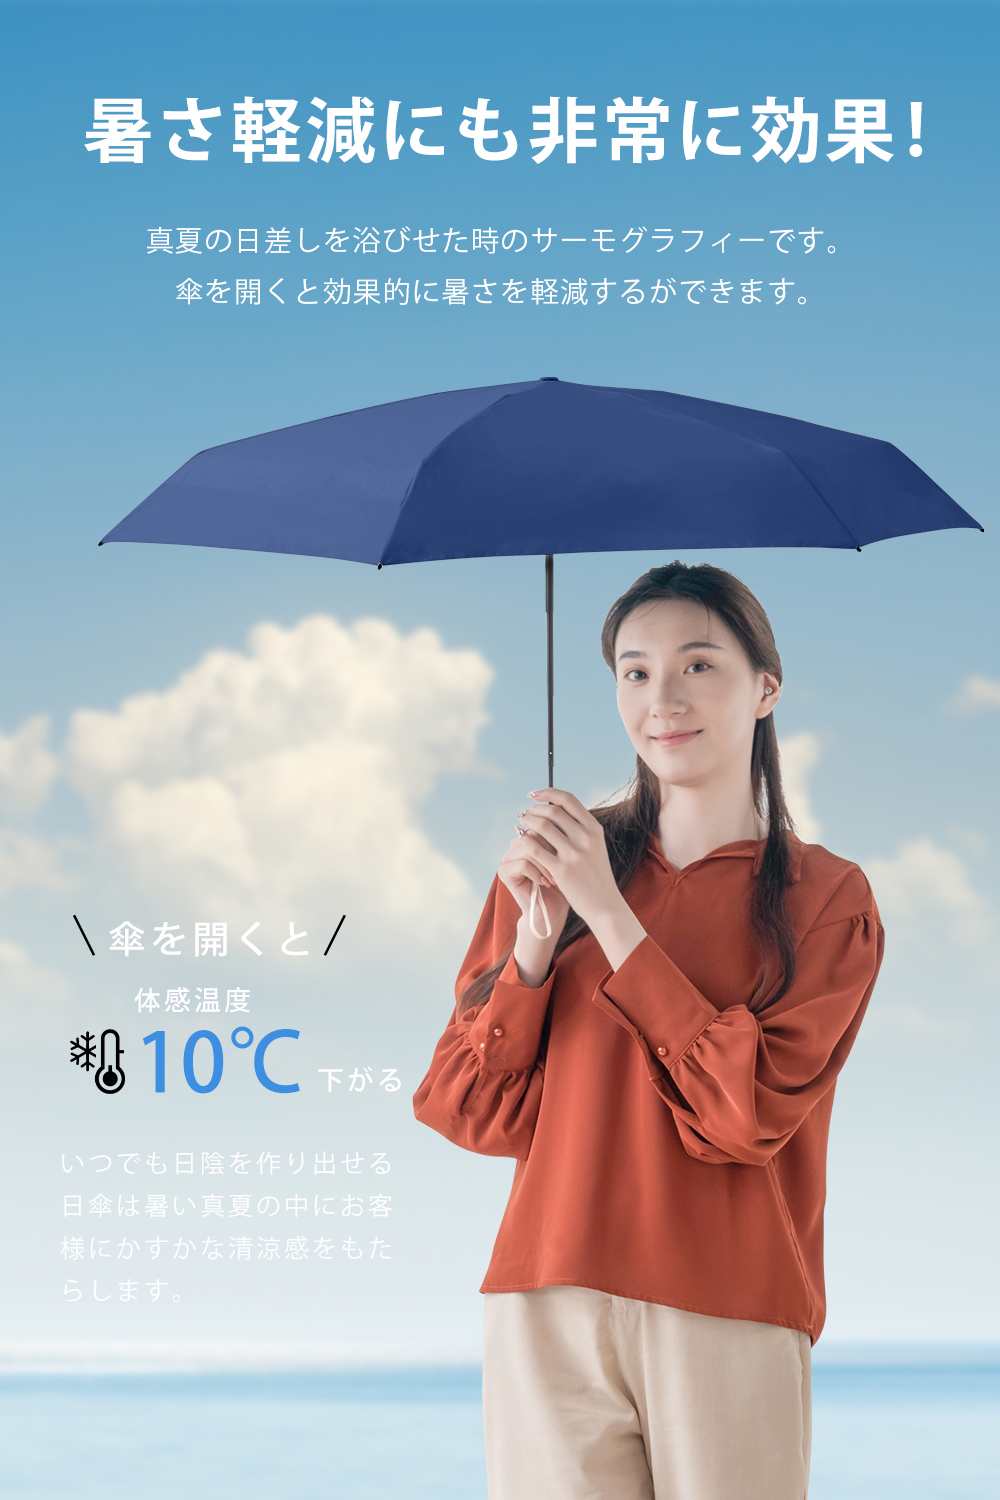 暑さ軽減にも非常に効果！
真夏の日差しを浴びせた時のサーモグラフィーです。
傘を開くと効果的に暑さを軽減するができます。
\ 傘を開くと /
体感温度
10℃ 下がる
いつでも日陰を作り出せる
日傘は暑い真夏の中にお客
様にかすかな清涼感をもた
らします。